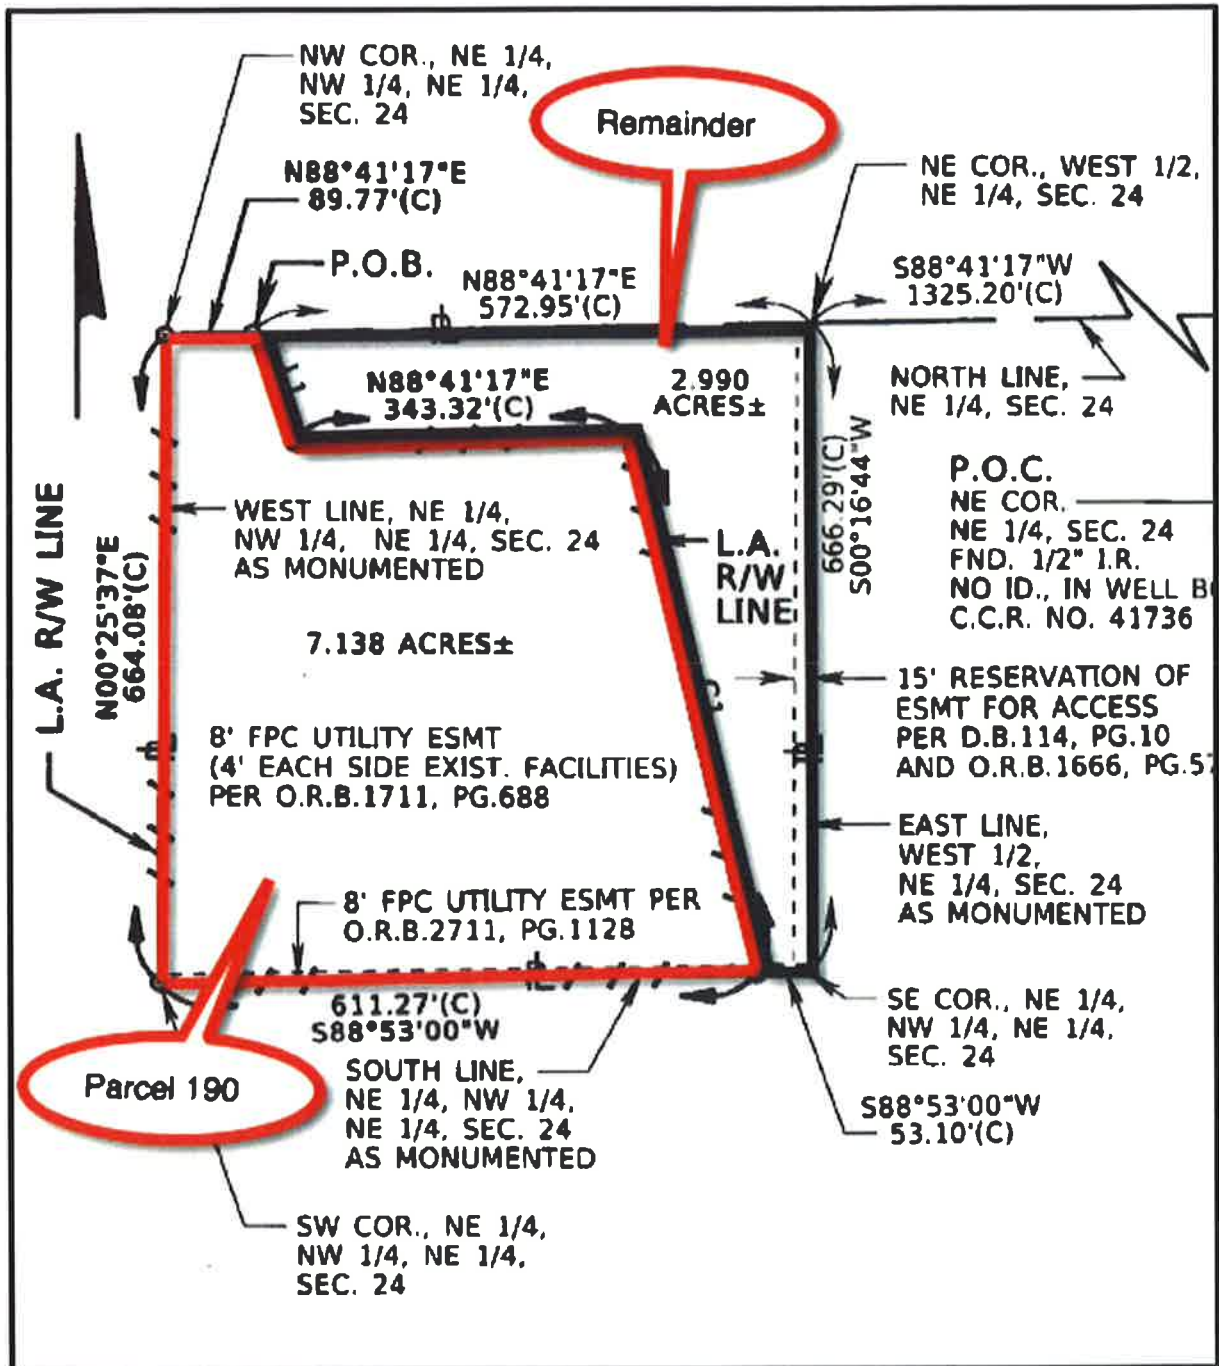 NW COR., NE 1/4,
NW 1/4, NE 1/4,
SEC. 24
Remainder
N88°41'17"E
89.77'(C)
NE COR., WEST 1/2,
NE 1/4, SEC. 24
P.O.B.
N88°41'17"E
572.95'(C)
S88°41'17"W
1325.20'(C)
N88°41'17"E
343.32'(C)
2.990
ACRES±
NORTH LINE,
NE 1/4, SEC. 24
666.29'(C)
S00°16'44"W
P.O.C.
NE COR.
NE 1/4, SEC. 24
FND. 1/2" I.R.
NO ID., IN WELL
C.C.R. NO. 41736
L.A. R/W LINE
N00°25'37"E
664.08'(C)
WEST LINE, NE 1/4,
NW 1/4, NE 1/4, SEC. 24
AS MONUMENTED
L.A.
R/W
LINE
7.138 ACRES±
15' RESERVATION OF
ESMT FOR ACCESS
PER D.B.114, PG.10
AND O.R.B.1666, PG.
8' FPC UTILITY ESMT
(4' EACH SIDE EXIST. FACILITIES)
PER O.R.B.1711, PG.688
EAST LINE,
WEST 1/2,
NE 1/4, SEC. 24
AS MONUMENTED
8' FPC UTILITY ESMT PER
O.R.B.2711, PG.1128
611.27'(C)
S88°53'00"W
SE COR., NE 1/4,
NW 1/4, NE 1/4,
SEC. 24
Parcel 190
SOUTH LINE,
NE 1/4, NW 1/4,
NE 1/4, SEC. 24
AS MONUMENTED
S88°53'00"W
53.10'(C)
SW COR., NE 1/4,
NW 1/4, NE 1/4,
SEC. 24